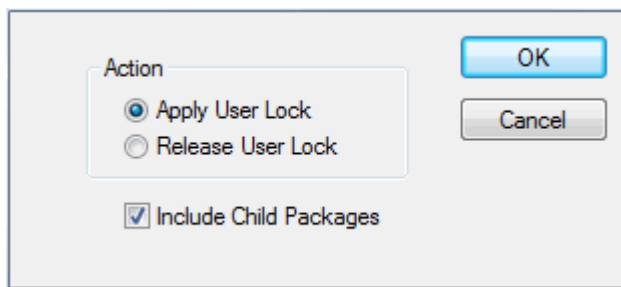 Action
OK
Apply User Lock
Cancel
Release User Lock
Include Child Packages